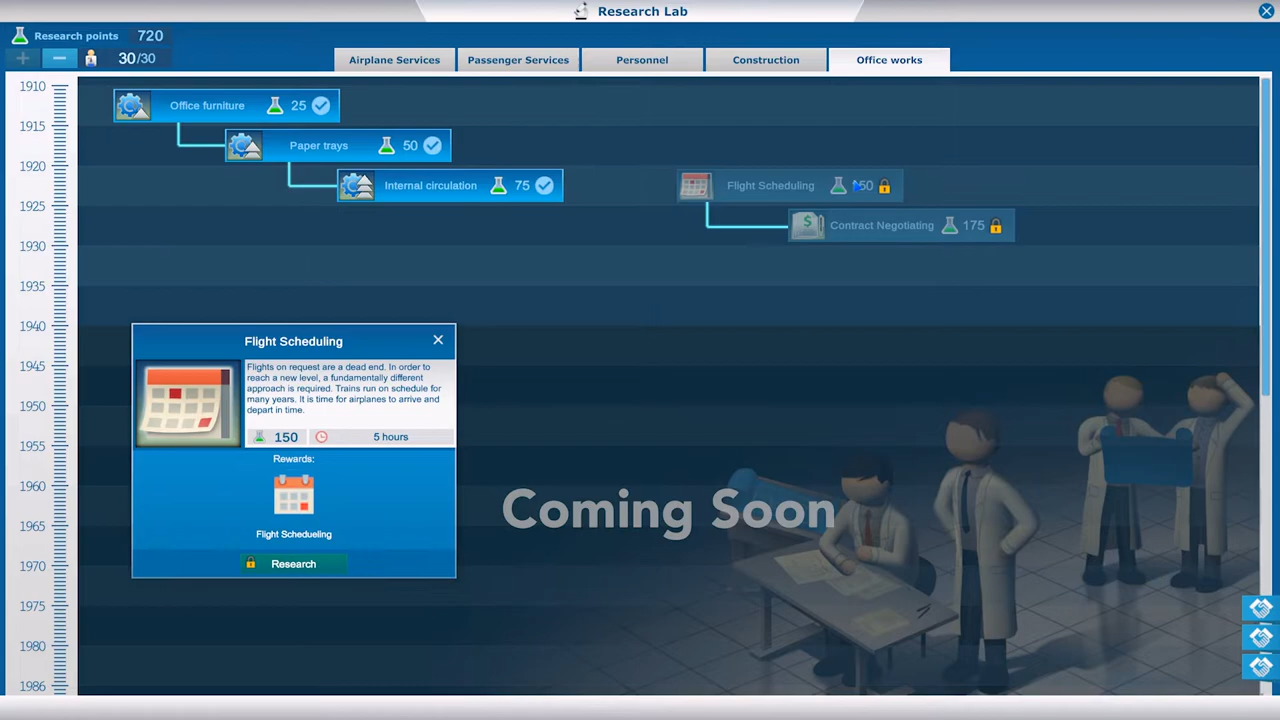 Research Lab
Research points 720
30/30
Airplane Services
Passenger Services
Personnel
Construction
Office works
1910
Office furniture 25
1915
Paper trays 50
1920
Internal circulation 75
Flight Scheduling
1925
Contract Negotiating 175
1930
1935
1940
Flight Scheduling
1945
Flights on request are a dead end. In order to
reach a new level, a fundamentally different
approach is required. Trains run on schedule for
many years. It is time for airplanes to arrive and
depart in time.
1950
1955
150 5 hours
Rewards:
1960
1965
Coming Soon
Flight Schedueling
1970
Research
1975
1980
1986